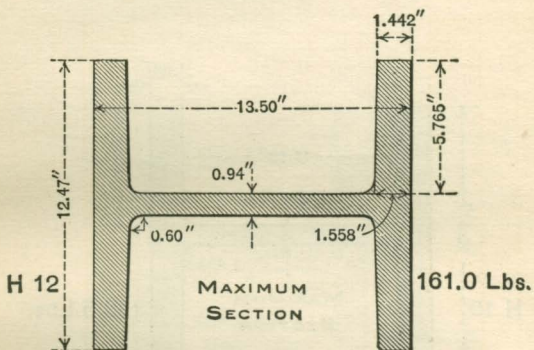 1.442"
13.50"
5.765"
12.47"
0.94"
0.60"
1.558"
H 12
MAXIMUM
SECTION
161.0 Lbs.